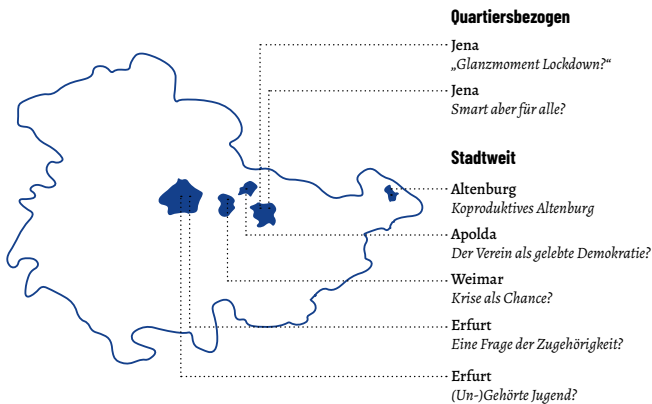 Quartiersbezogen
Jena
„Glanzmoment Lockdown?“
Jena
Smart aber für alle?
Stadtweit
Altenburg
Koproduktives Altenburg
Apolda
Der Verein als gelebte Demokratie?
Weimar
Krise als Chance?
Erfurt
Eine Frage der Zugehörigkeit?
Erfurt
(Un-)Gehörte Jugend?